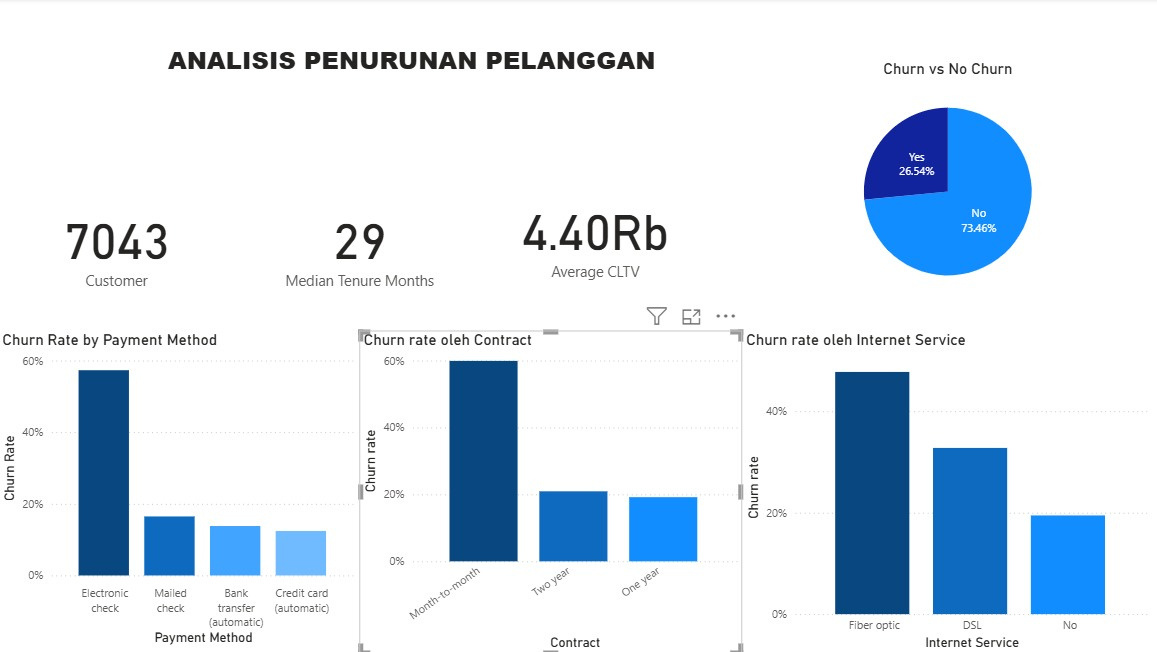 ANALISIS PENURUNAN PELANGGAN
Churn vs No Churn
Yes
26.54%
No
73.46%
7043
Customer
29
Median Tenure Months
4.40Rb
Average CLTV
Churn Rate by Payment Method
60%
40%
20%
0%
Churn Rate
Electronic
check
Mailed
check
Bank
transfer
(automatic)
Credit card
(automatic)
Payment Method
Churn rate oleh Contract
60%
40%
20%
0%
Churn rate
Month-to-month
Two year
One year
Contract
Churn rate oleh Internet Service
40%
20%
0%
Churn rate
Fiber optic
DSL
No
Internet Service